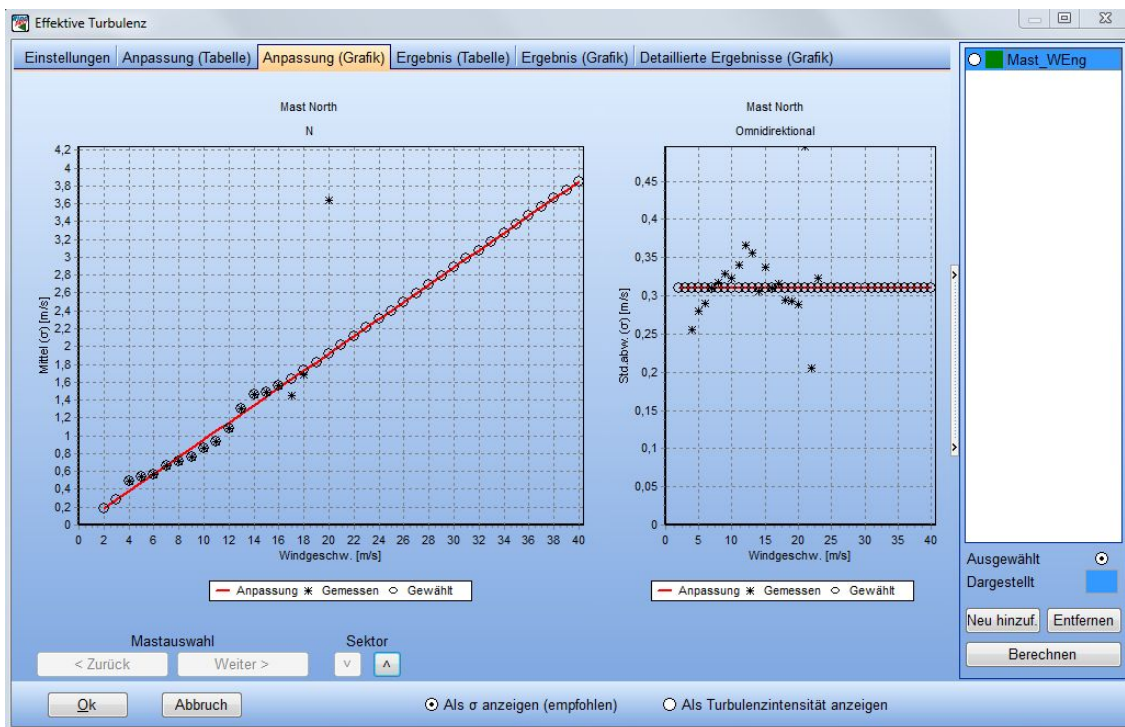 Effektive Turbulenz
Einstellungen Anpassung (Tabelle) Anpassung (Grafik) Ergebnis (Tabelle) Ergebnis (Grafik) Detaillierte Ergebnisse (Grafik)
Mast North
N
Mittel (σ) [m/s]
4,2
4
3,8
3,6
3,4
3,2
3
2,8
2,6
2,4
2,2
2
1,8
1,6
1,4
1,2
1
0,8
0,6
0,4
0,2
0
0 2 4 6 8 10 12 14 16 18 20 22 24 26 28 30 32 34 36 38 40
Windgeschw. [m/s]
Anpassung Gemessen Gewählt
Mast North
Omnidirektional
Std.abw. (σ) [m/s]
0,45
0,4
0,35
0,3
0,25
0,2
0,15
0,1
0,05
0
0 5 10 15 20 25 30 35 40
Windgeschw. [m/s]
Anpassung Gemessen Gewählt
Mastauswahl
< Zurück Weiter >
Sektor
v ʌ
Ok Abbruch
Als σ anzeigen (empfohlen) Als Turbulenzintensität anzeigen
Mast_WEng
Ausgewählt
Dargestellt
Neu hinzuf. Entfernen
Berechnen